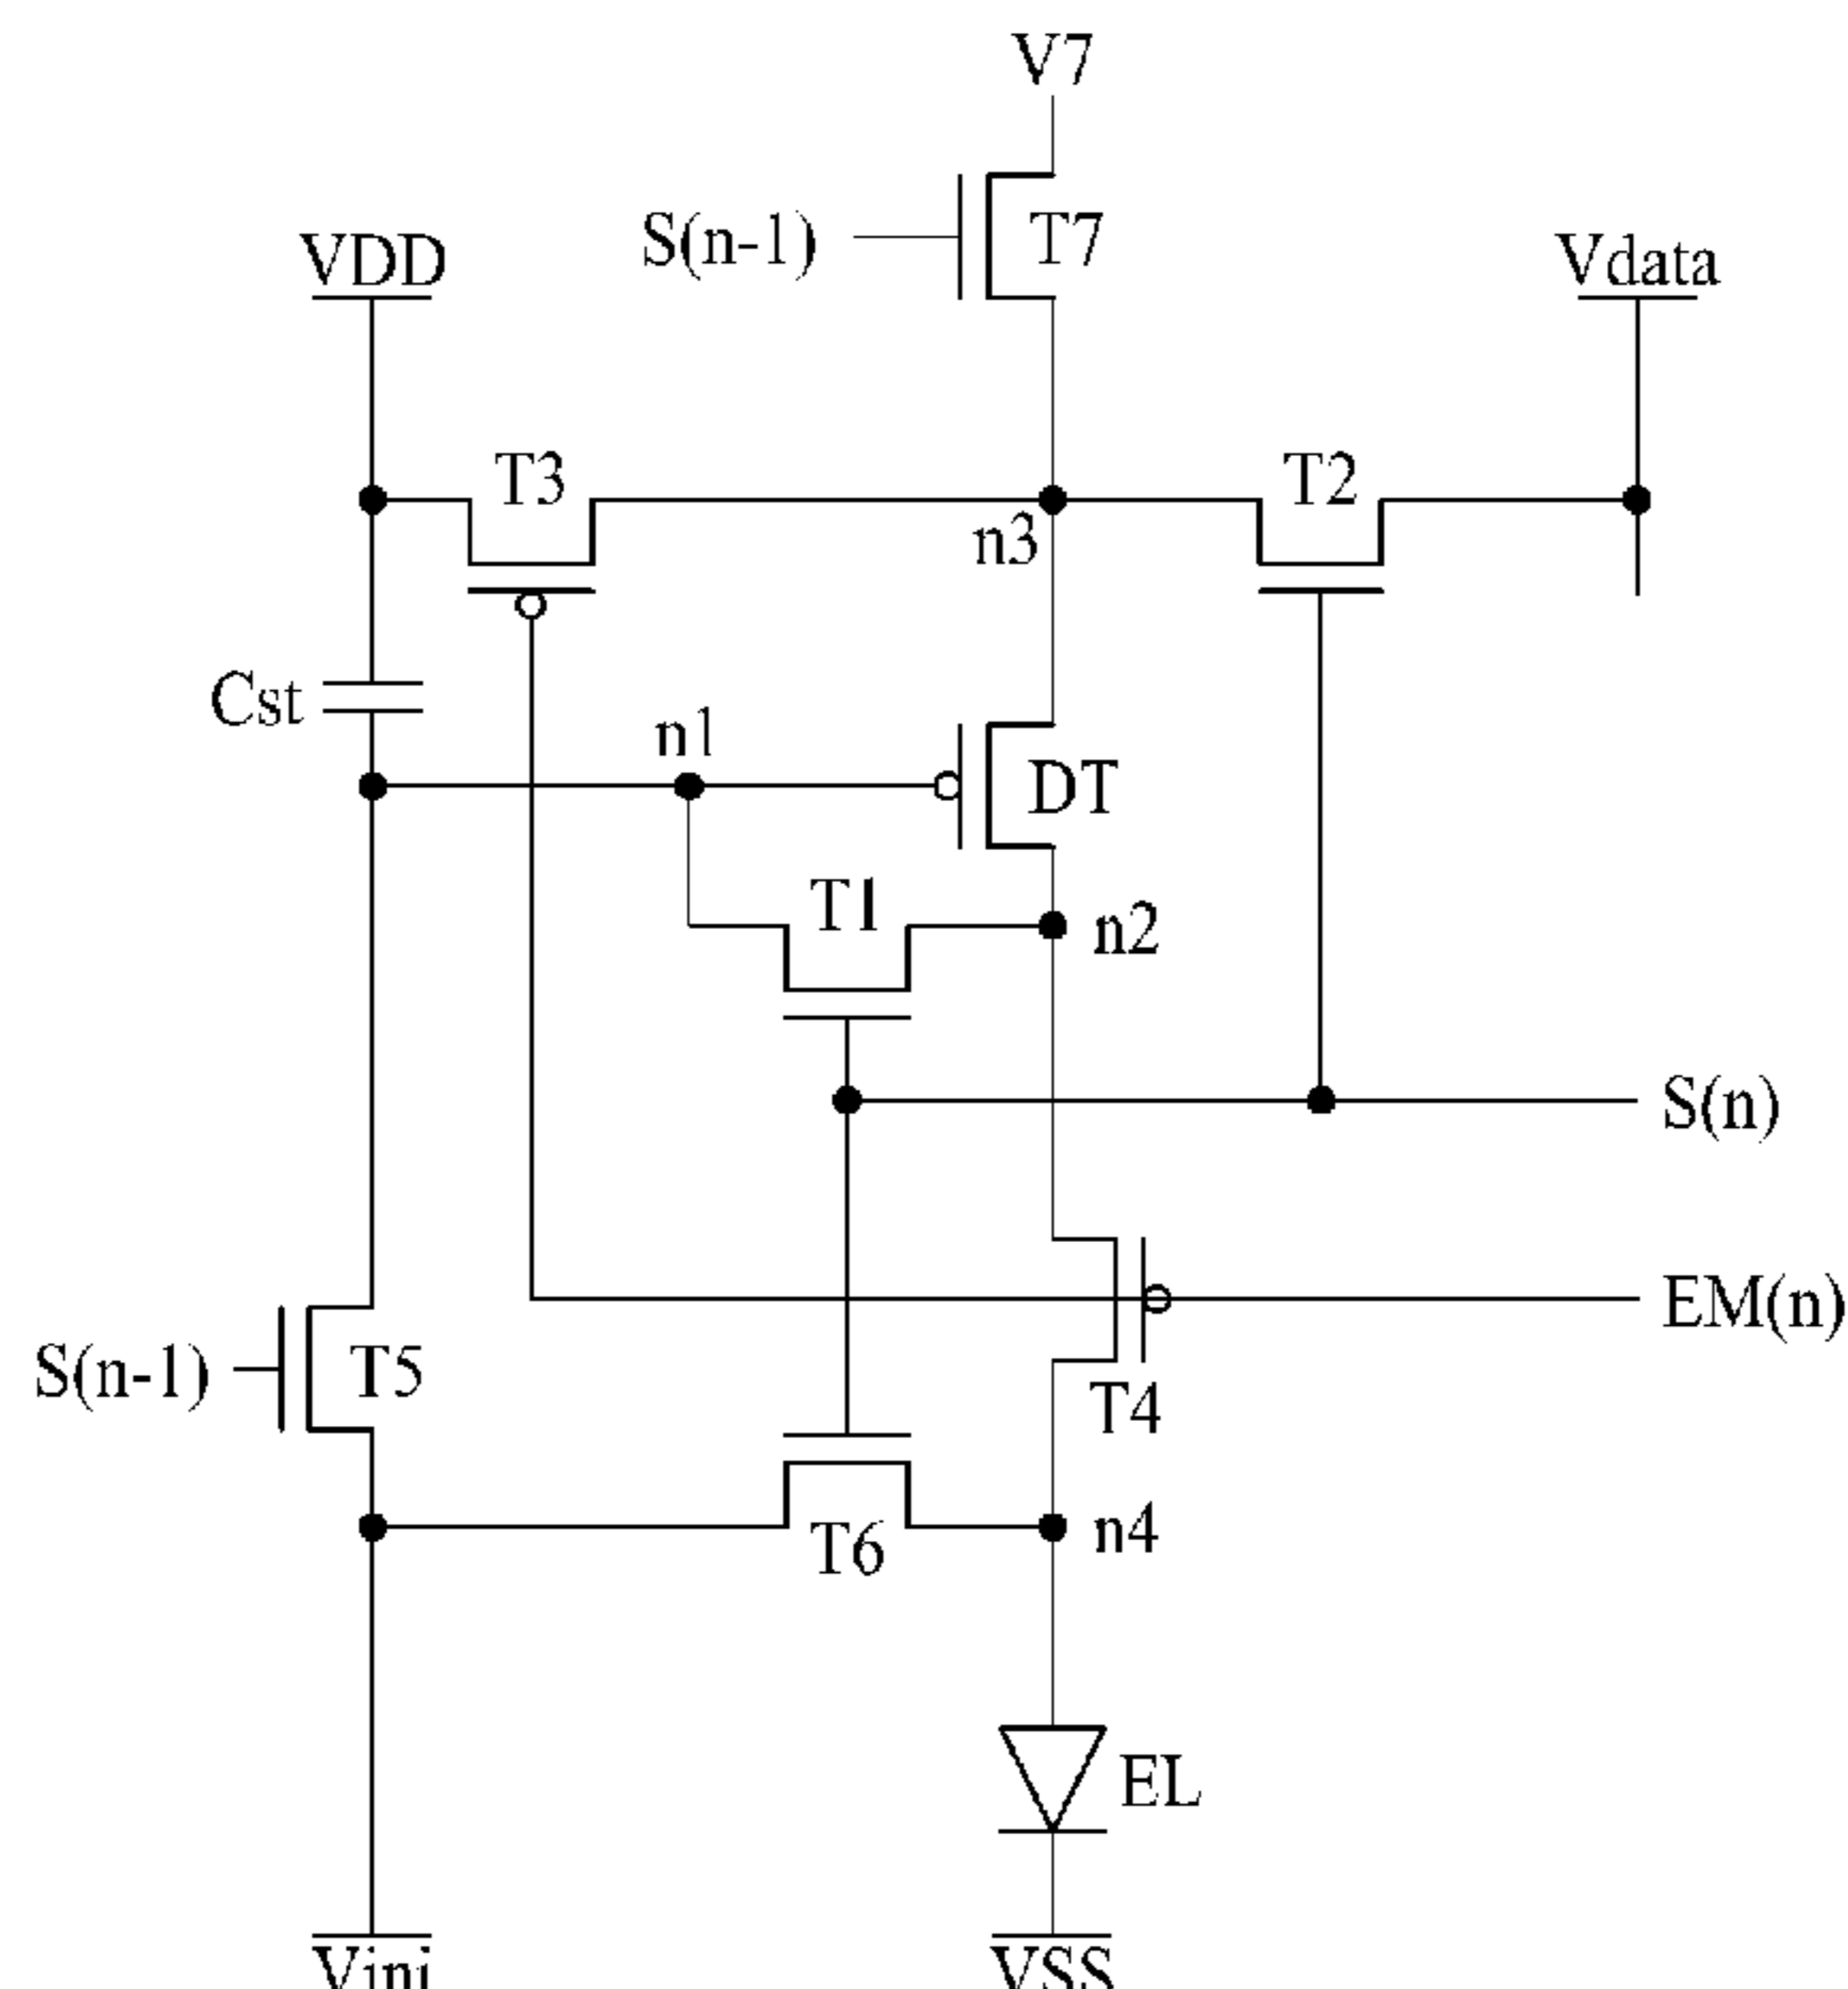 V7
S(n-1)
T7
VDD
Vdata
T3
T2
n3
Cst
n1
DT
T1
n2
S(n)
EM(n)
S(n-1)
T5
T4
T6
n4
EL
Vini
VSS